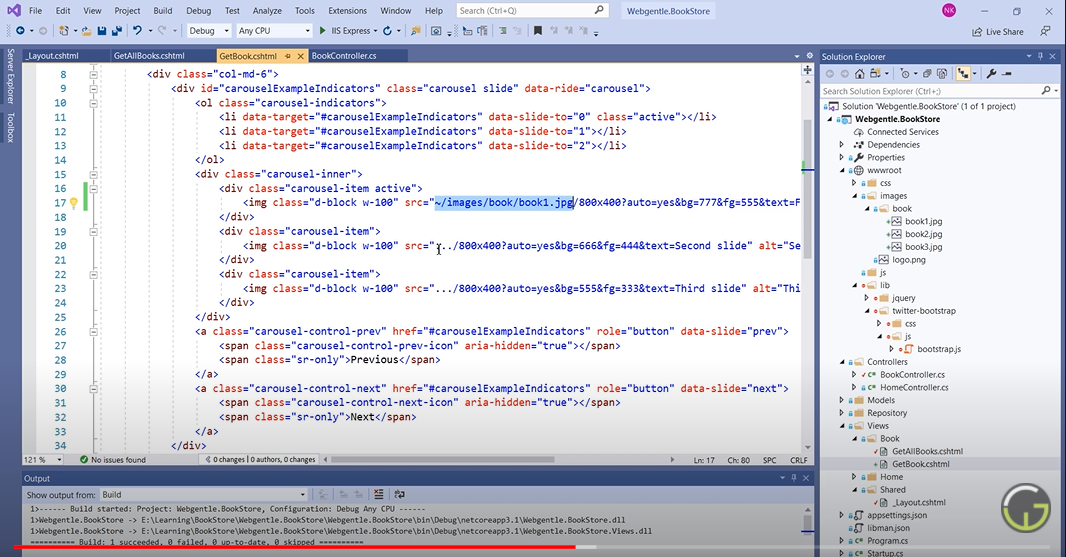 File Edit View Project Build Debug Test Analyze Tools Extensions Window Help Search (Ctrl+Q) Webgentle.BookStore NK
Debug Any CPU IIS Express Live Share
Server Explorer
Toolbox
_Layout.cshtml GetAllBooks.cshtml GetBook.cshtml BookController.cs
8 <div class="col-md-6">
9 <div id="carouselExampleIndicators" class="carousel slide" data-ride="carousel">
10 <ol class="carousel-indicators">
11 <li data-target="#carouselExampleIndicators" data-slide-to="0" class="active"></li>
12 <li data-target="#carouselExampleIndicators" data-slide-to="1"></li>
13 <li data-target="#carouselExampleIndicators" data-slide-to="2"></li>
14 </ol>
15 <div class="carousel-inner">
16 <div class="carousel-item active">
17 <img class="d-block w-100" src="~/images/book/book1.jpg/800x400?auto=yes&bg=777&fg=555&text=F
18 </div>
19 <div class="carousel-item">
20 <img class="d-block w-100" src=".../800x400?auto=yes&bg=666&fg=444&text=Second slide" alt="Se
21 </div>
22 <div class="carousel-item">
23 <img class="d-block w-100" src=".../800x400?auto=yes&bg=555&fg=333&text=Third slide" alt="Thi
24 </div>
25 </div>
26 <a class="carousel-control-prev" href="#carouselExampleIndicators" role="button" data-slide="prev">
27 <span class="carousel-control-prev-icon" aria-hidden="true"></span>
28 <span class="sr-only">Previous</span>
29 </a>
30 <a class="carousel-control-next" href="#carouselExampleIndicators" role="button" data-slide="next">
31 <span class="carousel-control-next-icon" aria-hidden="true"></span>
32 <span class="sr-only">Next</span>
33 </a>
34 </div>
121 % No issues found 0 changes | 0 authors, 0 changes Ln: 17 Ch: 80 SPC CRLF
Output
Show output from: Build
1>------ Build started: Project: Webgentle.BookStore, Configuration: Debug Any CPU ------
1>Webgentle.BookStore -> E:\Learning\BookStore\Webgentle.BookStore\Webgentle.BookStore\bin\Debug\netcoreapp3.1\Webgentle.BookStore.dll
1>Webgentle.BookStore -> E:\Learning\BookStore\Webgentle.BookStore\Webgentle.BookStore\bin\Debug\netcoreapp3.1\Webgentle.BookStore.Views.dll
========== Build: 1 succeeded, 0 failed, 0 up-to-date, 0 skipped ==========
Solution Explorer
Search Solution Explorer (Ctrl+;)
Solution 'Webgentle.BookStore' (1 of 1 project)
Webgentle.BookStore
Connected Services
Dependencies
Properties
wwwroot
css
images
book
book1.jpg
book2.jpg
book3.jpg
logo.png
js
lib
jquery
twitter-bootstrap
css
js
bootstrap.js
Controllers
BookController.cs
HomeController.cs
Models
Repository
Views
Book
GetAllBooks.cshtml
GetBook.cshtml
Home
Shared
_Layout.cshtml
appsettings.json
libman.json
Program.cs
Startup.cs